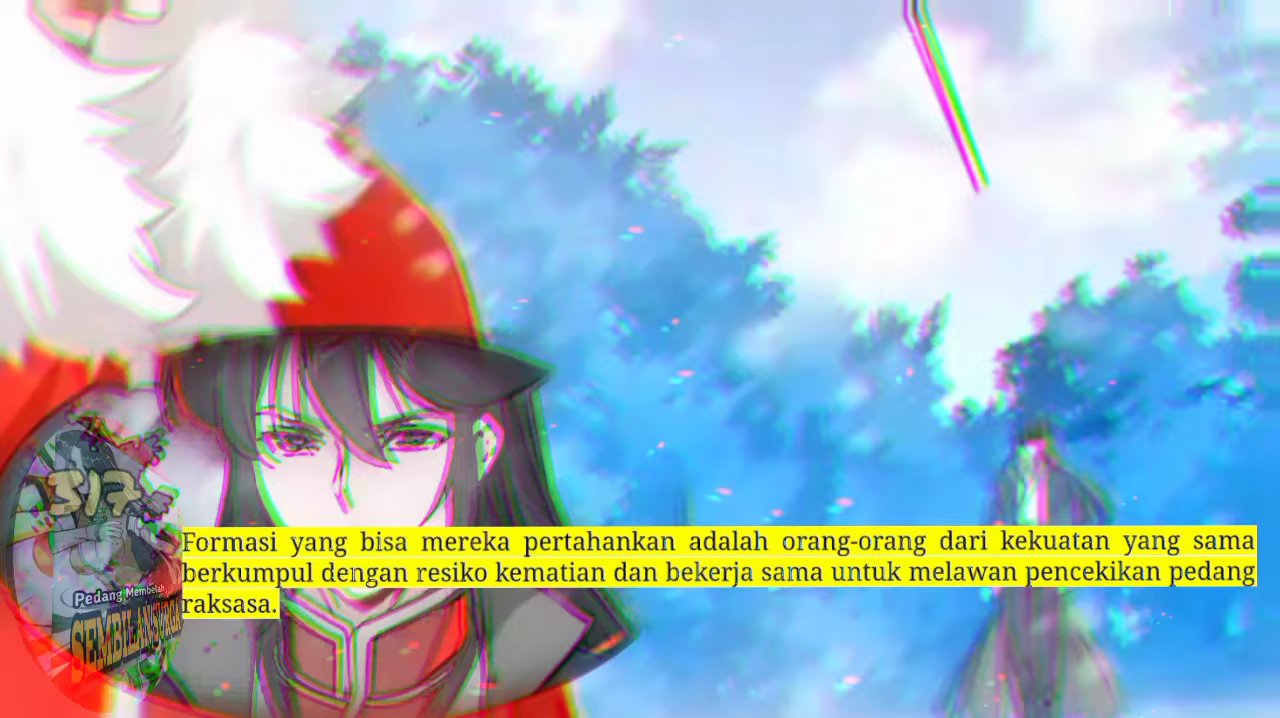 Formasi yang bisa mereka pertahankan adalah orang-orang dari kekuatan yang sama
berkumpul dengan resiko kematian dan bekerja sama untuk melawan pencekikan pedang
raksasa.
317
Pedang Membelah
SEMBILAN SURGA